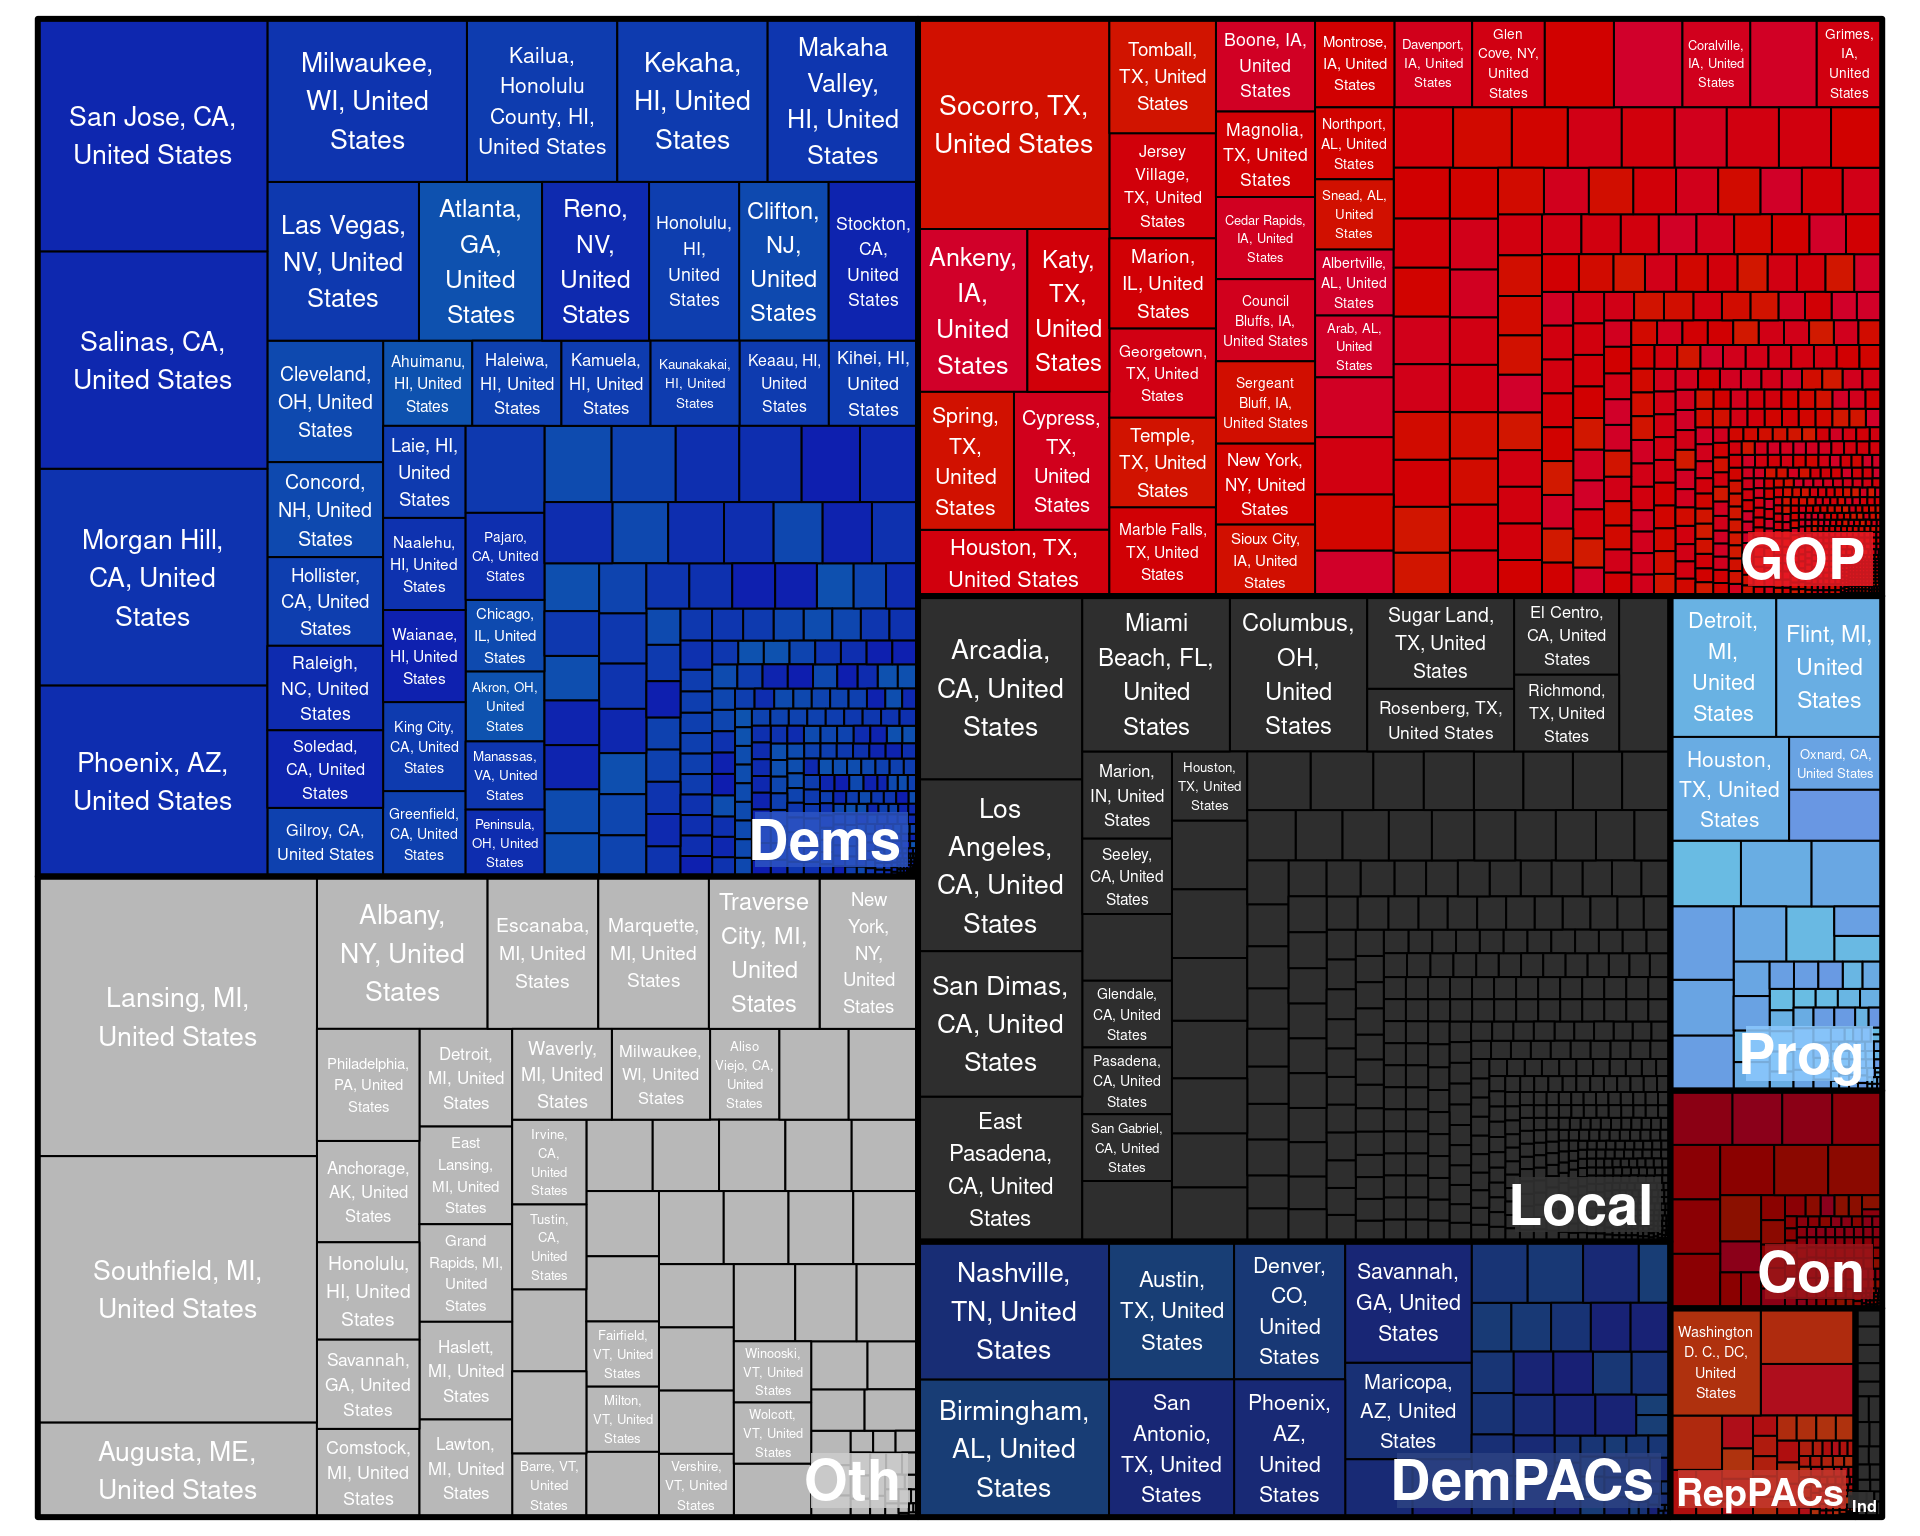 San Jose, CA,
United States
Salinas, CA,
United States
Morgan Hill,
CA, United
States
Phoenix, AZ,
United States
Milwaukee,
WI, United
States
Kailua,
Honolulu
County, HI,
United States
Kekaha,
HI, United
States
Makaha
Valley,
HI, United
States
Las Vegas,
NV, United
States
Atlanta,
GA,
United
States
Reno,
NV,
United
States
Honolulu,
HI,
United
States
Clifton,
NJ,
United
States
Stockton,
CA,
United
States
Cleveland,
OH, United
States
Ahuimanu,
HI, United
States
Haleiwa,
HI, United
States
Kamuela,
HI, United
States
Kaunakakai,
HI, United
States
Keaau, HI,
United
States
Kihei, HI,
United
States
Concord,
NH, United
States
Hollister,
CA, United
States
Raleigh,
NC, United
States
Soledad,
CA, United
States
Gilroy, CA,
United States
Laie, HI,
United
States
Naalehu,
HI, United
States
Waianae,
HI, United
States
King City,
CA, United
States
Greenfield,
CA, United
States
Pajaro,
CA, United
States
Chicago,
IL, United
States
Akron, OH,
United
States
Manassas,
VA, United
States
Peninsula,
OH, United
States
Dems
Socorro, TX,
United States
Ankeny,
IA,
United
States
Katy,
TX,
United
States
Spring,
TX,
United
States
Cypress,
TX,
United
States
Houston, TX,
United States
Tomball,
TX, United
States
Jersey
Village,
TX, United
States
Marion,
IL, United
States
Georgetown,
TX, United
States
Temple,
TX, United
States
Marble Falls,
TX, United
States
Boone, IA,
United
States
Magnolia,
TX, United
States
Cedar Rapids,
IA, United
States
Council
Bluffs, IA,
United States
Sergeant
Bluff, IA,
United States
New York,
NY, United
States
Sioux City,
IA, United
States
Montrose,
IA, United
States
Northport,
AL, United
States
Snead, AL,
United
States
Albertville,
AL, United
States
Arab, AL,
United
States
Davenport,
IA, United
States
Glen
Cove, NY,
United
States
Coralville,
IA, United
States
Grimes,
IA,
United
States
GOP
Lansing, MI,
United States
Southfield, MI,
United States
Augusta, ME,
United States
Albany,
NY, United
States
Escanaba,
MI, United
States
Marquette,
MI, United
States
Traverse
City, MI,
United
States
New
York,
NY,
United
States
Philadelphia,
PA, United
States
Anchorage,
AK, United
States
Honolulu,
HI, United
States
Savannah,
GA, United
States
Comstock,
MI, United
States
Detroit,
MI, United
States
East
Lansing,
MI, United
States
Grand
Rapids, MI,
United
States
Haslett,
MI, United
States
Lawton,
MI, United
States
Waverly,
MI, United
States
Milwaukee,
WI, United
States
Aliso
Viejo, CA,
United
States
Irvine,
CA,
United
States
Tustin,
CA,
United
States
Barre, VT,
United
States
Fairfield,
VT, United
States
Milton,
VT, United
States
Vershire,
VT, United
States
Winooski,
VT, United
States
Wolcott,
VT, United
States
Oth
Arcadia,
CA, United
States
Los
Angeles,
CA, United
States
San Dimas,
CA, United
States
East
Pasadena,
CA, United
States
Miami
Beach, FL,
United
States
Columbus,
OH,
United
States
Sugar Land,
TX, United
States
Rosenberg, TX,
United States
El Centro,
CA, United
States
Richmond,
TX, United
States
Marion,
IN, United
States
Seeley,
CA, United
States
Glendale,
CA, United
States
Pasadena,
CA, United
States
San Gabriel,
CA, United
States
Houston,
TX, United
States
Local
Detroit,
MI,
United
States
Flint, MI,
United
States
Houston,
TX, United
States
Oxnard, CA,
United States
Prog
Con
Nashville,
TN, United
States
Birmingham,
AL, United
States
Austin,
TX, United
States
San
Antonio,
TX, United
States
Denver,
CO,
United
States
Phoenix,
AZ,
United
States
Savannah,
GA, United
States
Maricopa,
AZ, United
States
DemPACs
Washington
D. C., DC,
United
States
RepPACs
Ind